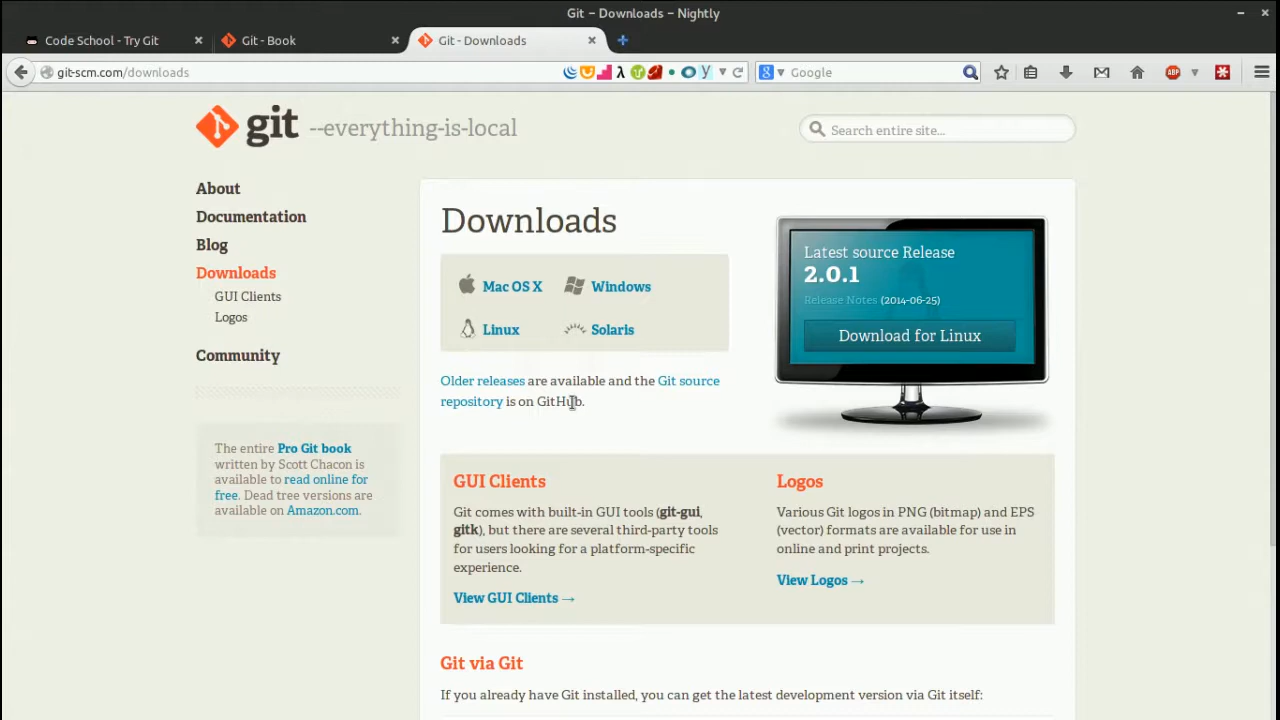 Git – Downloads – Nightly
Code School - Try Git
Git - Book
Git - Downloads
git-scm.com/downloads
Google
git --everything-is-local
Search entire site...
About
Documentation
Blog
Downloads
GUI Clients
Logos
Community
The entire Pro Git book
written by Scott Chacon is
available to read online for
free. Dead tree versions are
available on Amazon.com.
Downloads
Mac OS X
Windows
Linux
Solaris
Older releases are available and the Git source
repository is on GitHub.
Latest source Release
2.0.1
Release Notes (2014-06-25)
Download for Linux
GUI Clients
Git comes with built-in GUI tools (git-gui,
gitk), but there are several third-party tools
for users looking for a platform-specific
experience.
View GUI Clients →
Logos
Various Git logos in PNG (bitmap) and EPS
(vector) formats are available for use in
online and print projects.
View Logos →
Git via Git
If you already have Git installed, you can get the latest development version via Git itself: